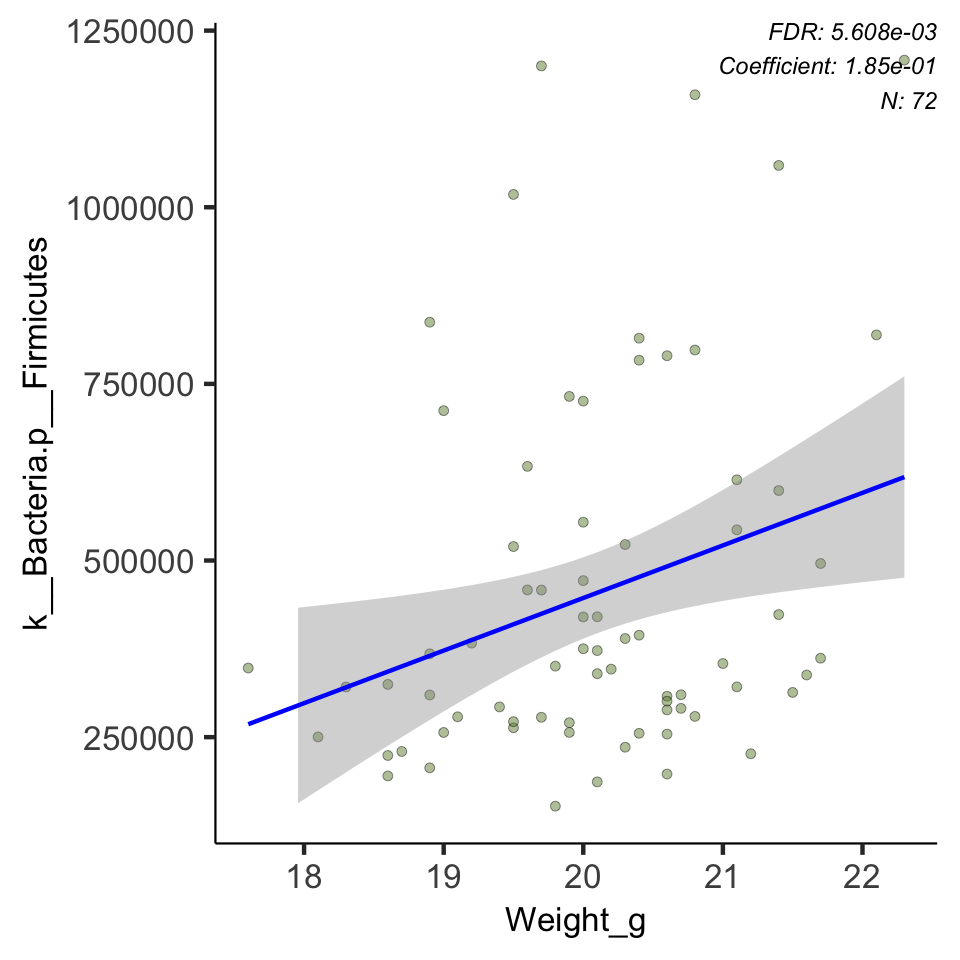 FDR: 5.608e-03
Coefficient: 1.85e-01
N: 72
1250000
1000000
750000
500000
250000
k__Bacteria.p__Firmicutes
18 19 20 21 22
Weight_g